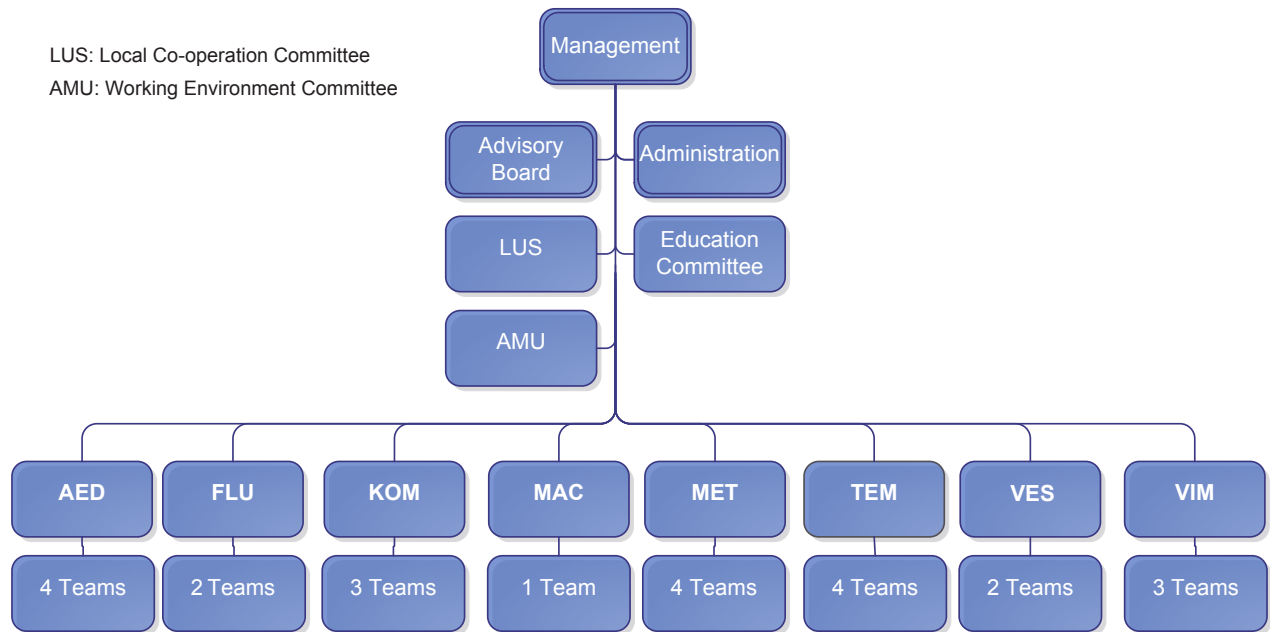 Management
LUS: Local Co-operation Committee
AMU: Working Environment Committee
Advisory
Board
Administration
LUS
Education
Committee
AMU
AED
FLU
KOM
MAC
MET
TEM
VES
VIM
4 Teams
2 Teams
3 Teams
1 Team
4 Teams
4 Teams
2 Teams
3 Teams